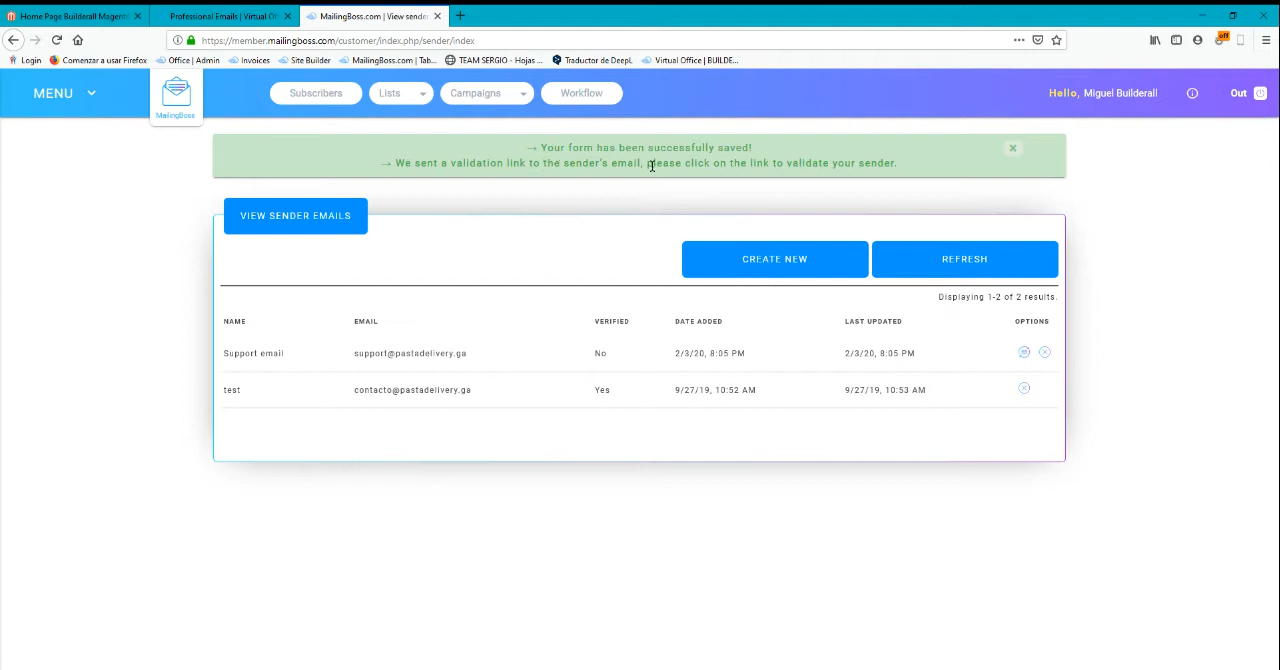 Home Page Builderall Magento
Professional Emails | Virtual Of
MailingBoss.com | View sende
https://member.mailingboss.com/customer/index.php/sender/index
off
Login
Comenzar a usar Firefox
Office | Admin
Invoices
Site Builder
MailingBoss.com | Tab...
TEAM SERGIO - Hojas ...
Traductor de DeepL
Virtual Office | BUILDE...
MENU
MailingBoss
Subscribers
Lists
Campaigns
Workflow
Hello, Miguel Builderall
Out
→ Your form has been successfully saved!
→ We sent a validation link to the sender's email, please click on the link to validate your sender.
VIEW SENDER EMAILS
CREATE NEW
REFRESH
Displaying 1-2 of 2 results.
NAME EMAIL VERIFIED DATE ADDED LAST UPDATED OPTIONS
Support email support@pastadelivery.ga No 2/3/20, 8:05 PM 2/3/20, 8:05 PM
test contacto@pastadelivery.ga Yes 9/27/19, 10:52 AM 9/27/19, 10:53 AM